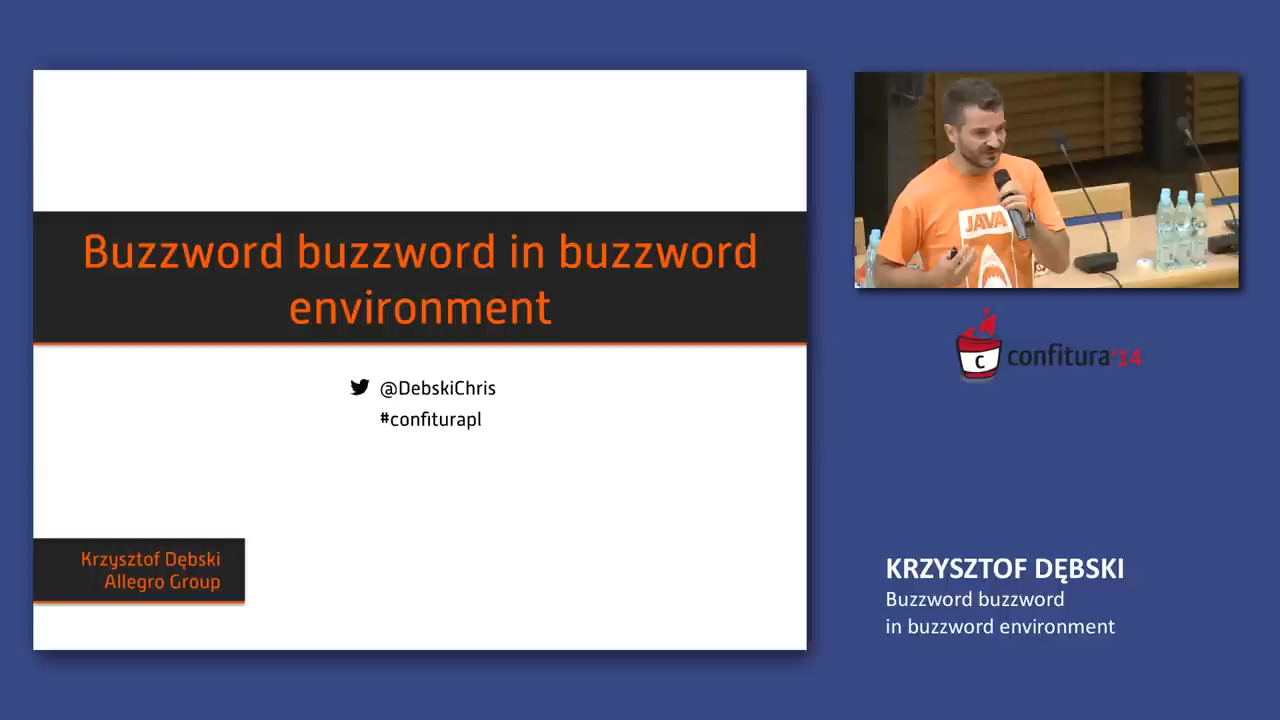 Buzzword buzzword in buzzword
environment
@DebskiChris
#confiturapl
Krzysztof Dębski
Allegro Group
JAVA
C
confitura'14
KRZYSZTOF DĘBSKI
Buzzword buzzword
in buzzword environment